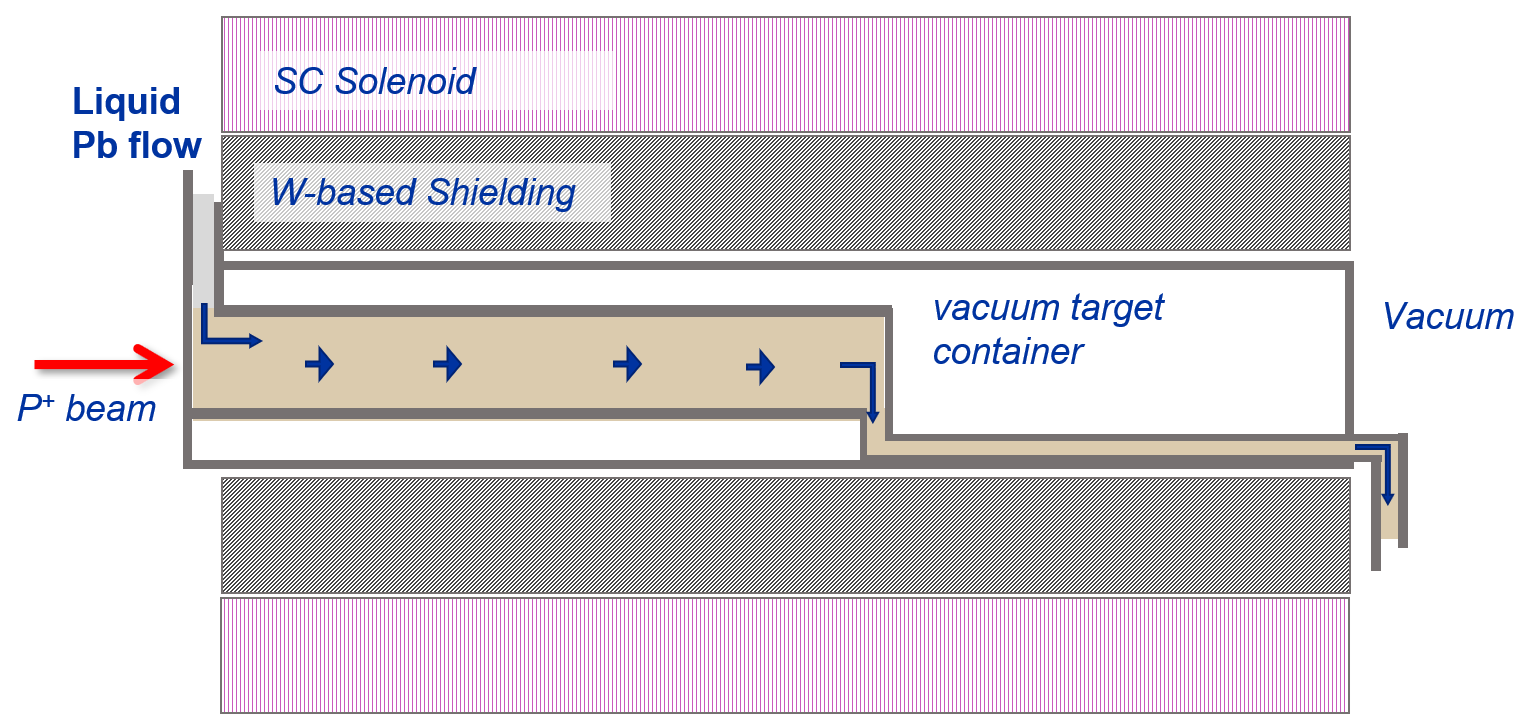 SC Solenoid
Liquid
Pb flow
W-based Shielding
vacuum target
container
Vacuum
P+ beam